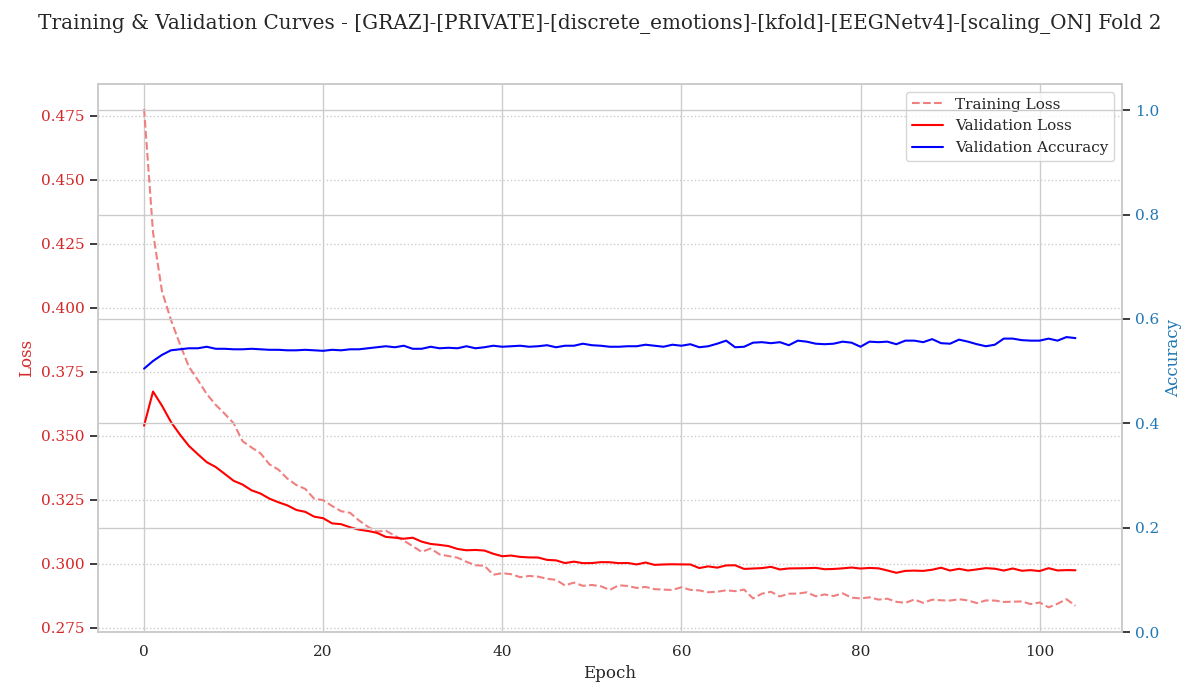 Training & Validation Curves - [GRAZ]-[PRIVATE]-[discrete_emotions]-[kfold]-[EEGNetv4]-[scaling_ON] Fold 2
Training Loss
Validation Loss
Validation Accuracy
0.475
0.450
0.425
0.400
0.375
0.350
0.325
0.300
0.275
Loss
1.0
0.8
0.6
0.4
0.2
0.0
Accuracy
0 20 40 60 80 100
Epoch